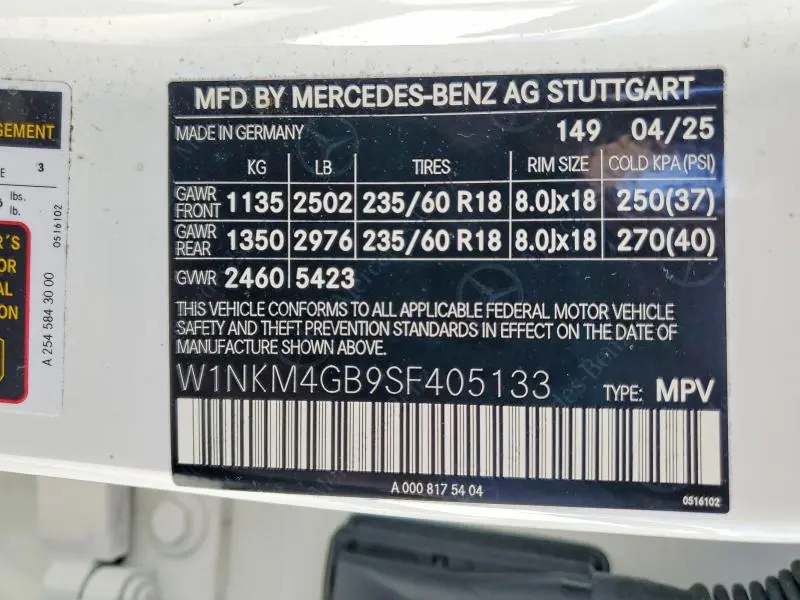 MFD BY MERCEDES-BENZ AG STUTTGART
MADE IN GERMANY 149 04/25
KG LB TIRES RIM SIZE COLD KPA (PSI)
GAWR FRONT 1135 2502 235/60 R18 8.0Jx18 250(37)
GAWR REAR 1350 2976 235/60 R18 8.0Jx18 270(40)
GVWR 2460 5423
THIS VEHICLE CONFORMS TO ALL APPLICABLE FEDERAL MOTOR VEHICLE
SAFETY AND THEFT PREVENTION STANDARDS IN EFFECT ON THE DATE OF
MANUFACTURE SHOWN ABOVE.
W1NKM4GB9SF405133 TYPE: MPV
A 000 817 54 04
0516102
3
lbs.
lb.
0516102
A 254 584 30 00